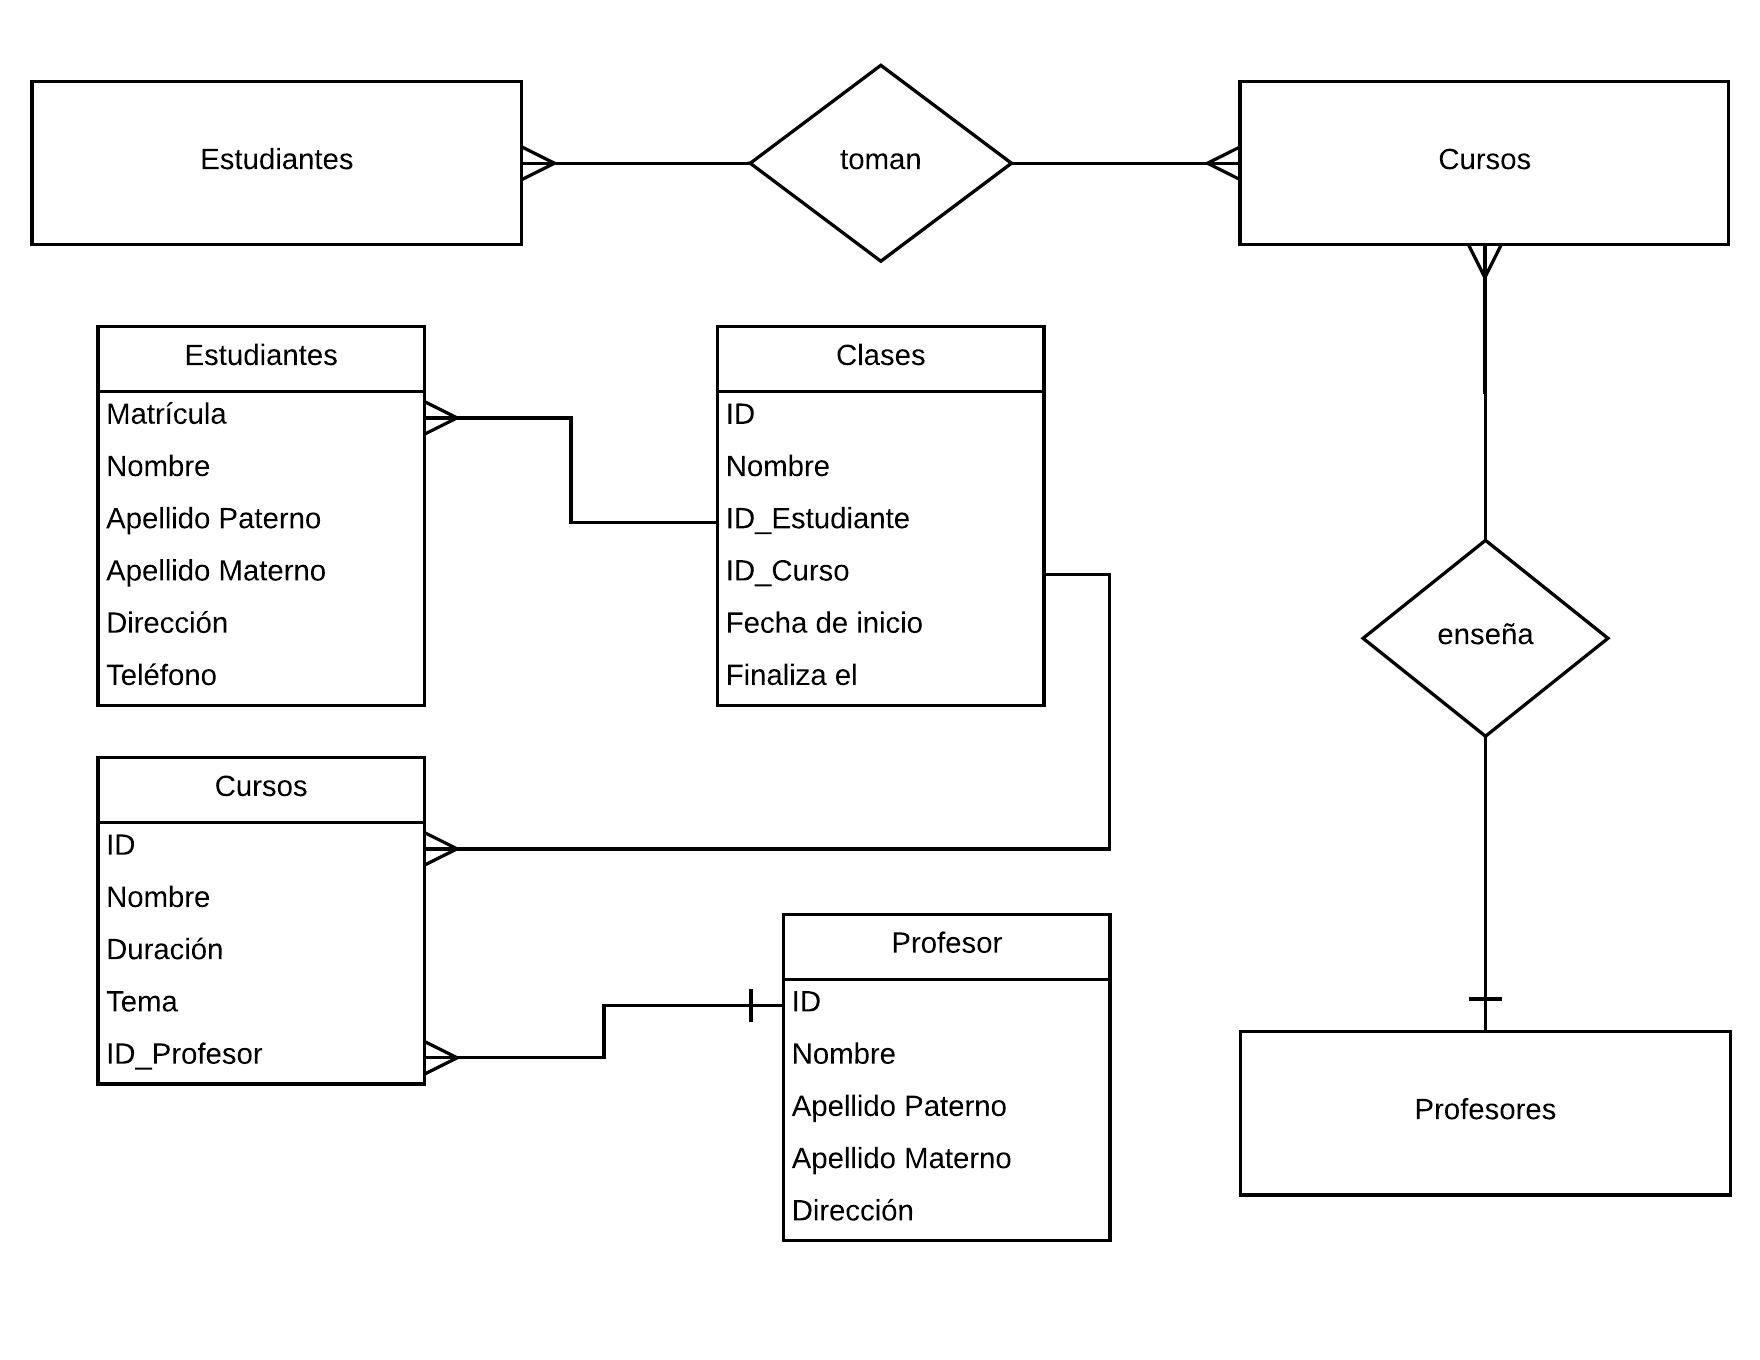 Estudiantes
toman
Cursos
Estudiantes
Matrícula
Nombre
Apellido Paterno
Apellido Materno
Dirección
Teléfono
Clases
ID
Nombre
ID_Estudiante
ID_Curso
Fecha de inicio
Finaliza el
enseña
Cursos
ID
Nombre
Duración
Tema
ID_Profesor
Profesor
ID
Nombre
Apellido Paterno
Apellido Materno
Dirección
Profesores